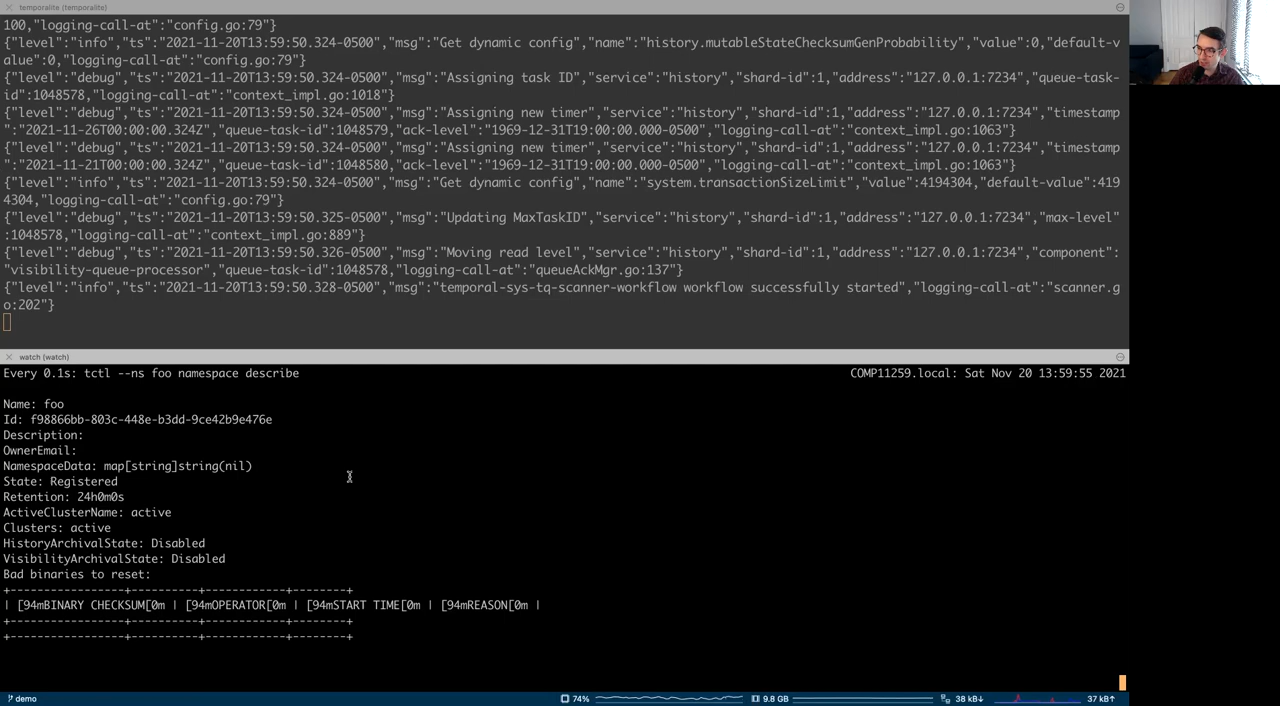 temporalite (temporalite)
100,"logging-call-at":"config.go:79"}
{"level":"info","ts":"2021-11-20T13:59:50.324-0500","msg":"Get dynamic config","name":"history.mutableStateChecksumGenProbability","value":0,"default-v
alue":0,"logging-call-at":"config.go:79"}
{"level":"debug","ts":"2021-11-20T13:59:50.324-0500","msg":"Assigning task ID","service":"history","shard-id":1,"address":"127.0.0.1:7234","queue-task-
id":1048578,"logging-call-at":"context_impl.go:1018"}
{"level":"debug","ts":"2021-11-20T13:59:50.324-0500","msg":"Assigning new timer","service":"history","shard-id":1,"address":"127.0.0.1:7234","timestamp
":"2021-11-26T00:00:00.324Z","queue-task-id":1048579,"ack-level":"1969-12-31T19:00:00.000-0500","logging-call-at":"context_impl.go:1063"}
{"level":"debug","ts":"2021-11-20T13:59:50.324-0500","msg":"Assigning new timer","service":"history","shard-id":1,"address":"127.0.0.1:7234","timestamp
":"2021-11-21T00:00:00.324Z","queue-task-id":1048580,"ack-level":"1969-12-31T19:00:00.000-0500","logging-call-at":"context_impl.go:1063"}
{"level":"info","ts":"2021-11-20T13:59:50.324-0500","msg":"Get dynamic config","name":"system.transactionSizeLimit","value":4194304,"default-value":419
4304,"logging-call-at":"config.go:79"}
{"level":"debug","ts":"2021-11-20T13:59:50.325-0500","msg":"Updating MaxTaskID","service":"history","shard-id":1,"address":"127.0.0.1:7234","max-level"
:1048578,"logging-call-at":"context_impl.go:889"}
{"level":"debug","ts":"2021-11-20T13:59:50.326-0500","msg":"Moving read level","service":"history","shard-id":1,"address":"127.0.0.1:7234","component":
"visibility-queue-processor","queue-task-id":1048578,"logging-call-at":"queueAckMgr.go:137"}
{"level":"info","ts":"2021-11-20T13:59:50.328-0500","msg":"temporal-sys-tq-scanner-workflow workflow successfully started","logging-call-at":"scanner.g
o:202"}
watch (watch)
Every 0.1s: tctl --ns foo namespace describe COMP11259.local: Sat Nov 20 13:59:55 2021
Name: foo
Id: f98866bb-803c-448e-b3dd-9ce42b9e476e
Description:
OwnerEmail:
NamespaceData: map[string]string(nil)
State: Registered
Retention: 24h0m0s
ActiveClusterName: active
Clusters: active
HistoryArchivalState: Disabled
VisibilityArchivalState: Disabled
Bad binaries to reset:
+-----------------+----------+------------+--------+
| [94mBINARY CHECKSUM[0m | [94mOPERATOR[0m | [94mSTART TIME[0m | [94mREASON[0m |
+-----------------+----------+------------+--------+
+-----------------+----------+------------+--------+
demo 74% 9.8 GB 38 kB↓ 37 kB↑